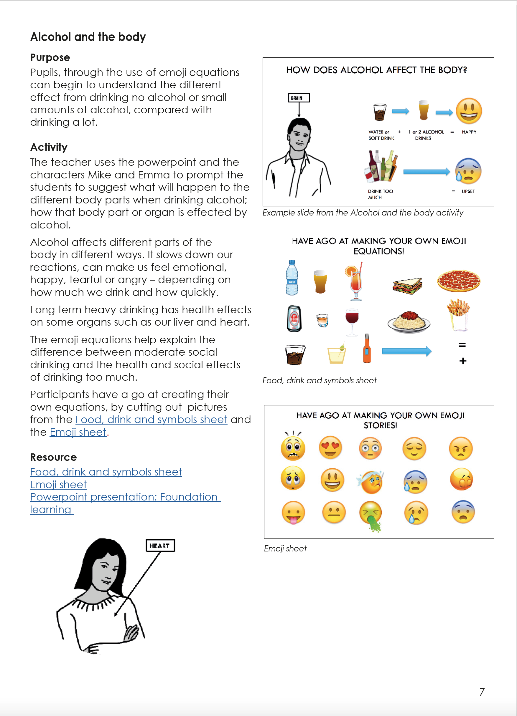 Alcohol and the body
Purpose
Pupils, through the use of emoji equations
can begin to understand the different
effect from drinking no alcohol or small
amounts of alcohol, compared with
drinking a lot.
Activity
The teacher uses the powerpoint and the
characters Mike and Emma to prompt the
students to suggest what will happen to the
different body parts when drinking alcohol;
how that body part or organ is effected by
alcohol.
Alcohol affects different parts of the
body in different ways. It slows down our
reactions, can make us feel emotional,
happy, tearful or angry – depending on
how much we drink and how quickly.
Long term heavy drinking has health effects
on some organs such as our liver and heart.
The emoji equations help explain the
difference between moderate social
drinking and the health and social effects
of drinking too much.
Participants have a go at creating their
own equations, by cutting out pictures
from the Food, drink and symbols sheet and
the Emoji sheet.
Resource
Food, drink and symbols sheet
Emoji sheet
Powerpoint presentation: Foundation
learning
HEART
HOW DOES ALCOHOL AFFECT THE BODY?
BRAIN
WATER or + 1 or 2 ALCOHOL = HAPPY
SOFT DRINK DRINKS
DRINK TOO = UPSET
MUCH
Example slide from the Alcohol and the body activity
HAVE AGO AT MAKING YOUR OWN EMOJI
EQUATIONS!
=
+
Food, drink and symbols sheet
HAVE AGO AT MAKING YOUR OWN EMOJI
STORIES!
Emoji sheet
7